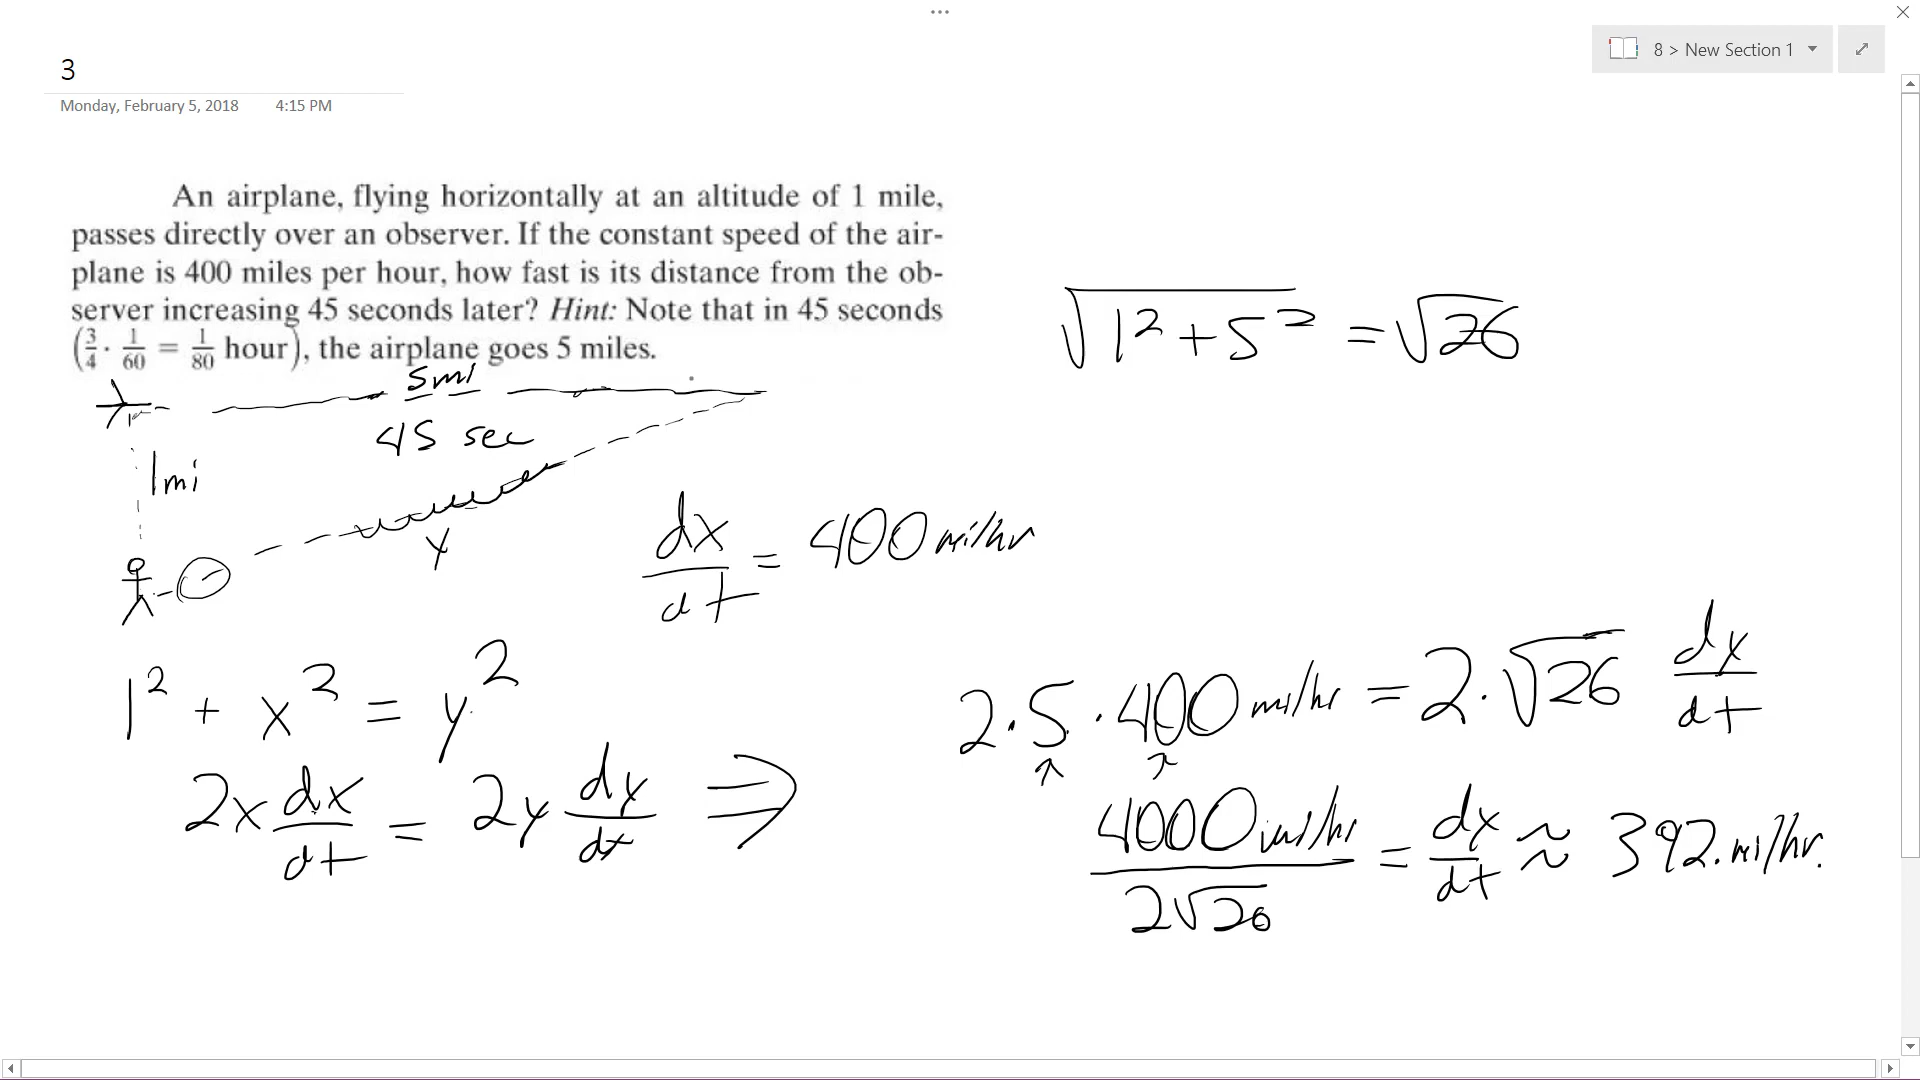 8 > New Section 1
3
Monday, February 5, 2018 4:15 PM
An airplane, flying horizontally at an altitude of 1 mile,
passes directly over an observer. If the constant speed of the air-
plane is 400 miles per hour, how fast is its distance from the ob-
server increasing 45 seconds later? Hint: Note that in 45 seconds
(3/4 · 1/60 = 1/80 hour), the airplane goes 5 miles.
√(1² + 5²) = √26
5mi
45 sec
1mi
y
dx/dt = 400 mi/hr
1² + x² = y²
2x dx/dt = 2y dy/dt ⇒
2·5·400 mi/hr = 2·√26 dy/dt
4000 mi/hr / 2√26 = dy/dt ≈ 392. mi/hr.